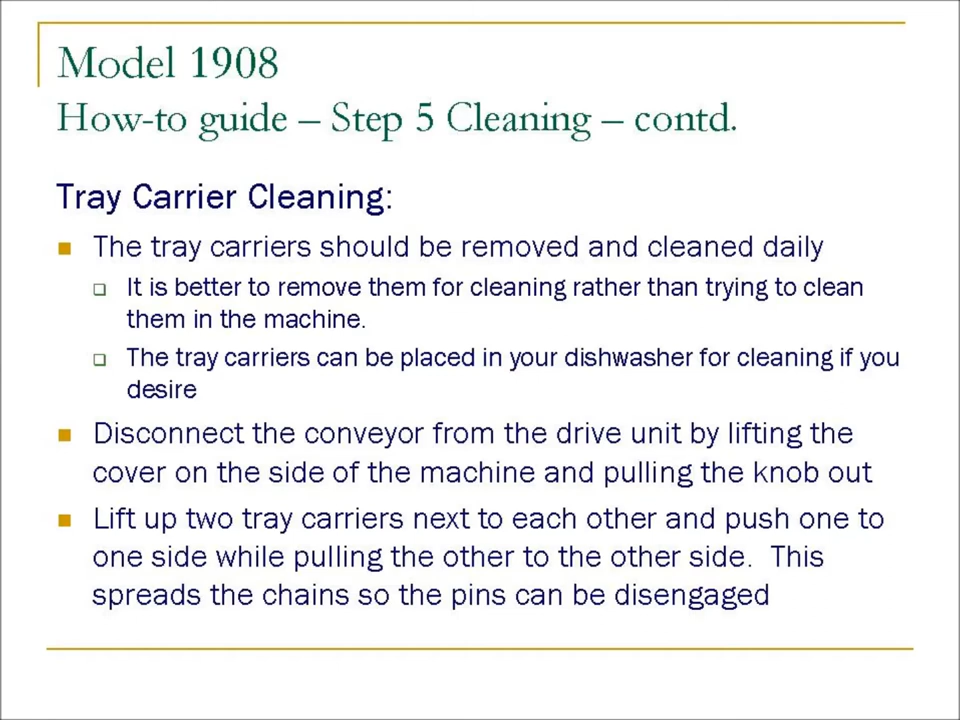 Model 1908
How-to guide – Step 5 Cleaning – contd.
Tray Carrier Cleaning:
The tray carriers should be removed and cleaned daily
It is better to remove them for cleaning rather than trying to clean
them in the machine.
The tray carriers can be placed in your dishwasher for cleaning if you
desire
Disconnect the conveyor from the drive unit by lifting the
cover on the side of the machine and pulling the knob out
Lift up two tray carriers next to each other and push one to
one side while pulling the other to the other side.  This
spreads the chains so the pins can be disengaged